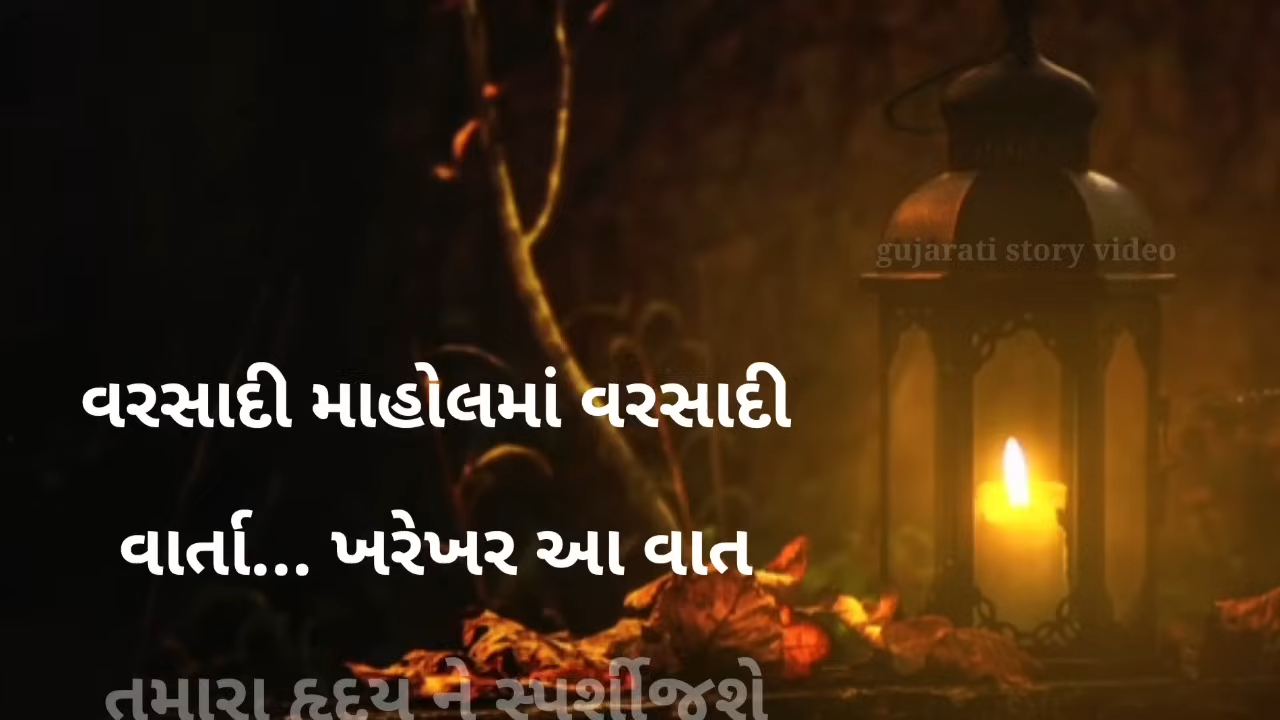 gujarati story video
વરસાદી માહોલમાં વરસાદી
વાર્તા... ખરેખર આ વાત
તમારા હૃદય ને સ્પર્શીજશે